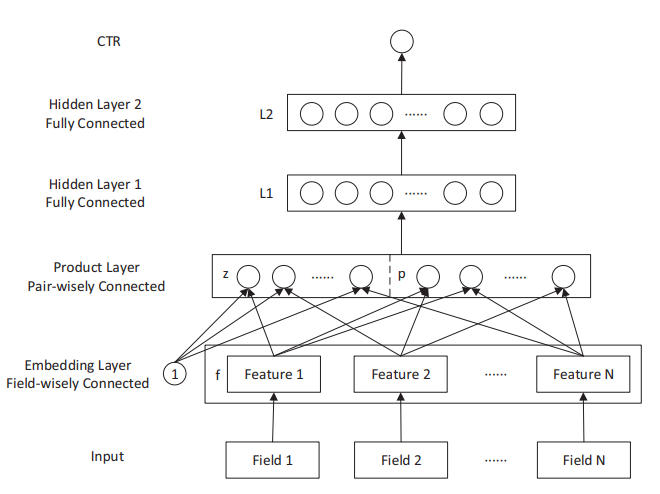 CTR
Hidden Layer 2
Fully Connected
L2
......
Hidden Layer 1
Fully Connected
L1
......
Product Layer
Pair-wisely Connected
z
......
p
......
Embedding Layer
Field-wisely Connected
1
f
Feature 1
Feature 2
......
Feature N
Input
Field 1
Field 2
......
Field N